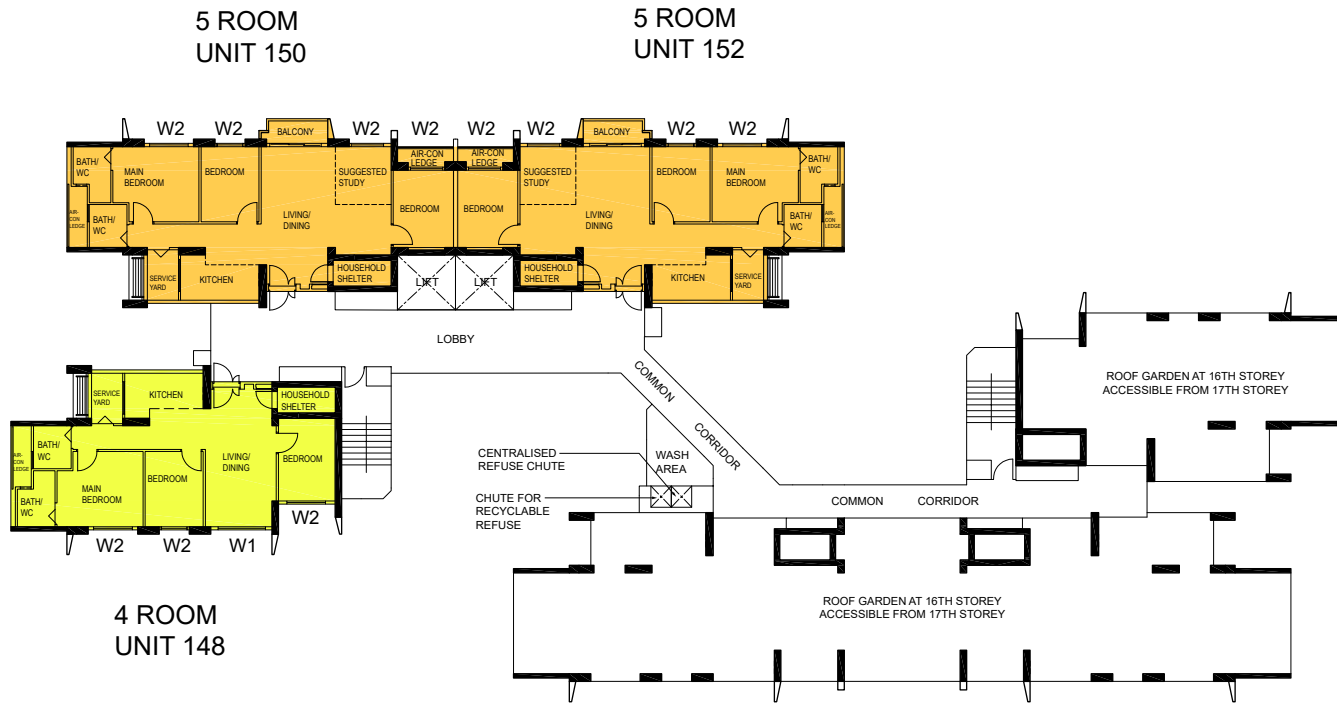 5 ROOM
UNIT 150
5 ROOM
UNIT 152
W2
W2
BALCONY
W2
W2
W2
W2
BALCONY
W2
W2
BATH/
WC
MAIN
BEDROOM
BEDROOM
SUGGESTED
STUDY
AIR-CON
LEDGE
AIR-CON
LEDGE
SUGGESTED
STUDY
BEDROOM
MAIN
BEDROOM
BATH/
WC
AIR-
CON
LEDGE
BATH/
WC
LIVING/
DINING
BEDROOM
BEDROOM
LIVING/
DINING
BATH/
WC
AIR-
CON
LEDGE
SERVICE
YARD
KITCHEN
HOUSEHOLD
SHELTER
LIFT
LIFT
HOUSEHOLD
SHELTER
KITCHEN
SERVICE
YARD
LOBBY
COMMON
CORRIDOR
SERVICE
YARD
KITCHEN
HOUSEHOLD
SHELTER
AIR-
CON
LEDGE
BATH/
WC
LIVING/
DINING
BEDROOM
BATH/
WC
MAIN
BEDROOM
BEDROOM
W2
W2
W2
W1
4 ROOM
UNIT 148
CENTRALISED
REFUSE CHUTE
WASH
AREA
CHUTE FOR
RECYCLABLE
REFUSE
COMMON CORRIDOR
ROOF GARDEN AT 16TH STOREY
ACCESSIBLE FROM 17TH STOREY
ROOF GARDEN AT 16TH STOREY
ACCESSIBLE FROM 17TH STOREY